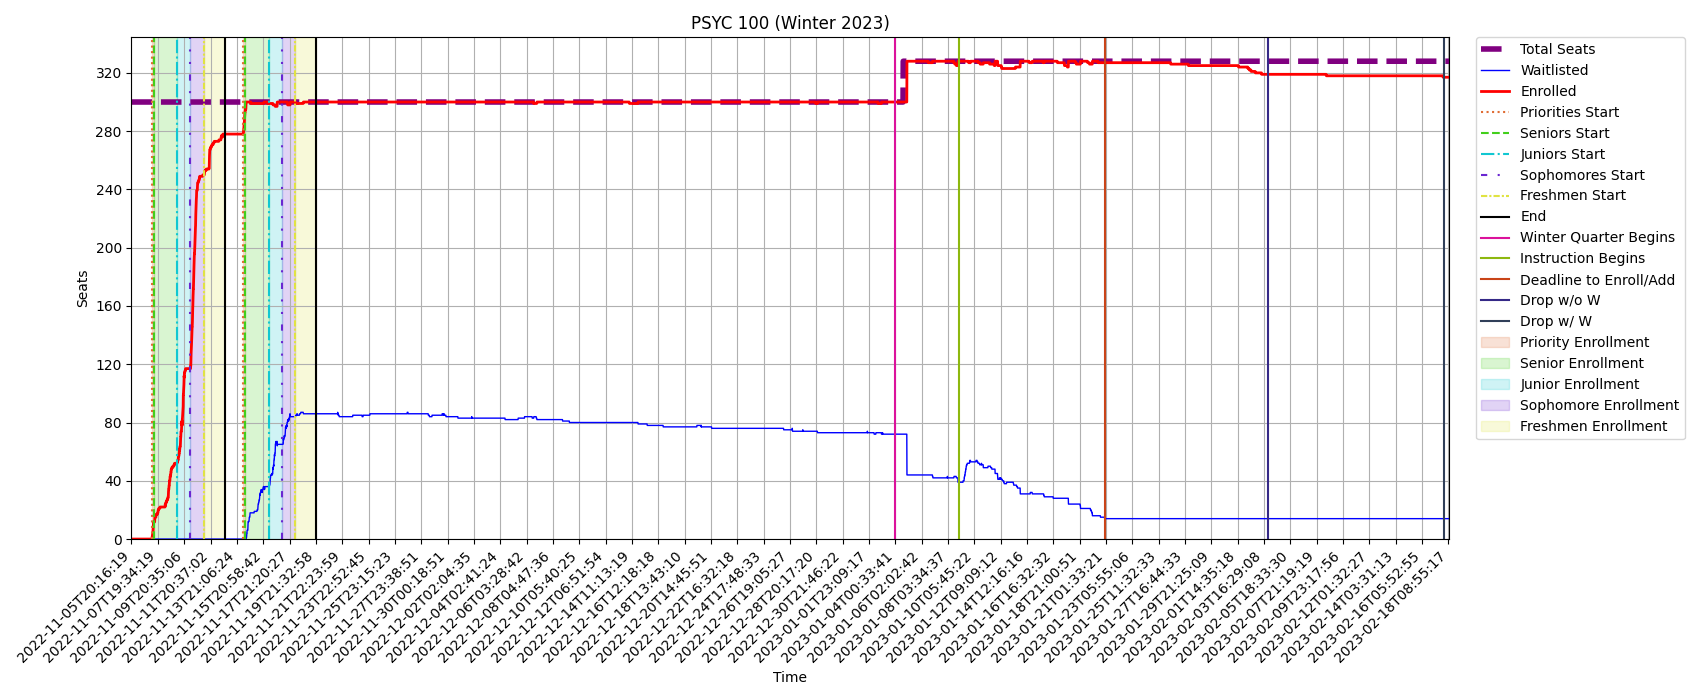 PSYC 100 (Winter 2023)
Seats
320
280
240
200
160
120
80
40
0
2022-11-05T20:16:19
2022-11-07T19:34:19
2022-11-09T20:35:06
2022-11-11T20:37:02
2022-11-13T21:06:24
2022-11-15T20:58:42
2022-11-17T21:20:27
2022-11-19T21:32:58
2022-11-21T22:23:59
2022-11-23T22:52:45
2022-11-25T23:15:23
2022-11-27T23:38:51
2022-11-30T00:18:51
2022-12-02T02:04:35
2022-12-04T02:41:24
2022-12-06T03:28:42
2022-12-08T04:47:36
2022-12-10T05:40:25
2022-12-12T06:51:54
2022-12-14T11:13:19
2022-12-16T12:18:18
2022-12-18T13:43:10
2022-12-20T14:45:51
2022-12-22T16:32:18
2022-12-24T17:48:33
2022-12-26T19:05:27
2022-12-28T20:17:20
2022-12-30T21:46:22
2023-01-01T23:09:17
2023-01-04T00:33:41
2023-01-06T02:02:42
2023-01-08T03:34:37
2023-01-10T05:45:22
2023-01-12T09:09:12
2023-01-14T12:16:16
2023-01-16T16:32:32
2023-01-18T21:00:51
2023-01-21T01:33:21
2023-01-23T05:55:06
2023-01-25T11:32:33
2023-01-27T16:44:33
2023-01-29T21:25:09
2023-02-01T14:35:18
2023-02-03T16:29:08
2023-02-05T18:33:30
2023-02-07T21:19:19
2023-02-09T23:17:56
2023-02-12T01:32:27
2023-02-14T03:31:13
2023-02-16T05:52:55
2023-02-18T08:55:17
Time
Total Seats
Waitlisted
Enrolled
Priorities Start
Seniors Start
Juniors Start
Sophomores Start
Freshmen Start
End
Winter Quarter Begins
Instruction Begins
Deadline to Enroll/Add
Drop w/o W
Drop w/ W
Priority Enrollment
Senior Enrollment
Junior Enrollment
Sophomore Enrollment
Freshmen Enrollment